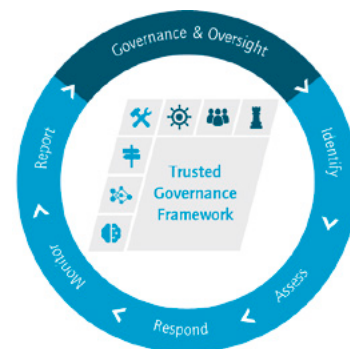 Governance & Oversight
Identify
Assess
Respond
Monitor
Report
Trusted
Governance
Framework